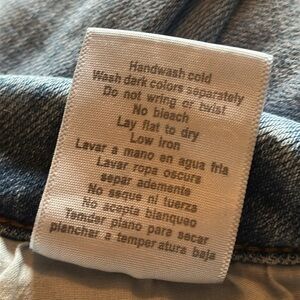 Handwash cold
Wash dark colors separately
Do not wring or twist
No bleach
Lay flat to dry
Low iron
Lavar a mano en agua fria
Lavar ropa oscura
separ ademente
No seque ni tuerza
No acepta blanqueo
Tender plano para secar
planchar a temper atura baja